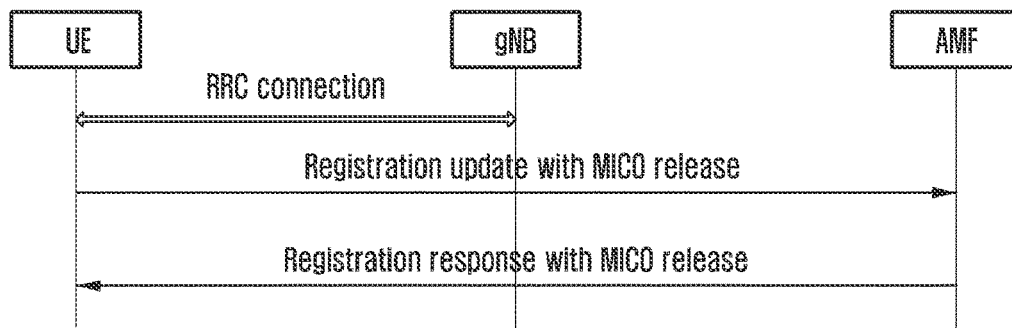 UE gNB AMF
RRC connection
Registration update with MICO release
Registration response with MICO release